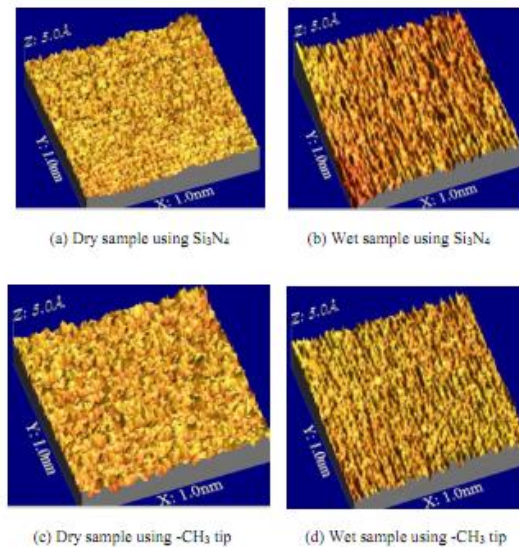 Z: 5.0Å
Y: 1.0nm
X: 1.0nm
Z: 5.0Å
Y: 1.0nm
X: 1.0nm
(a) Dry sample using Si₃N₄
(b) Wet sample using Si₃N₄
Z: 5.0Å
Y: 1.0nm
X: 1.0nm
Z: 5.0Å
Y: 1.0nm
X: 1.0nm
(c) Dry sample using -CH₃ tip
(d) Wet sample using -CH₃ tip